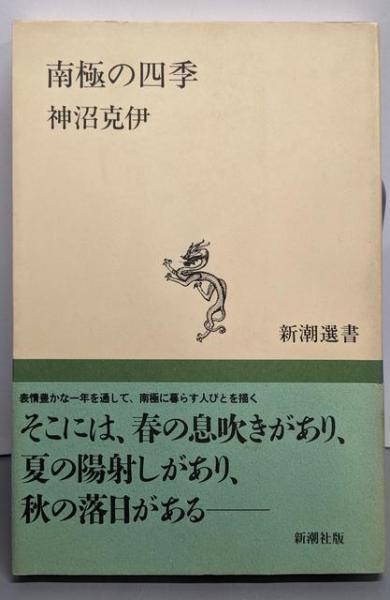 南極の四季
神沼克伊
新潮選書
表情豊かな一年を通して、南極に暮らす人びとを描く
そこには、春の息吹きがあり、
夏の陽射しがあり、
秋の落日がある──
新潮社版